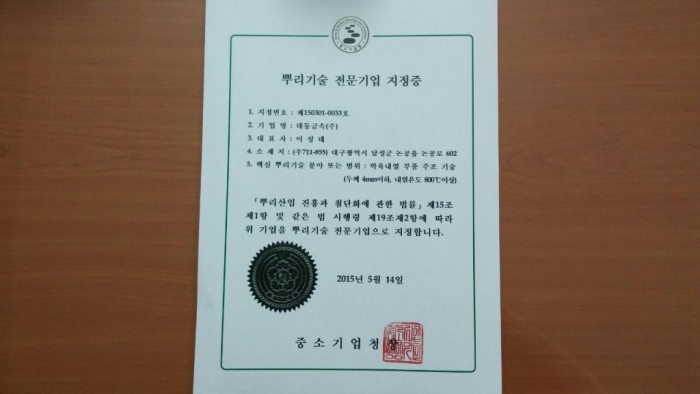 뿌리기술 전문기업 지정증
1. 지정번호 : 제150301-0033호
2. 기 업 명 : 대동금속(주)
3. 대 표 자 : 이 성 태
4. 소 재 지 : (우711-855) 대구광역시 달성군 논공읍 논공로 602
5. 핵심 뿌리기술 분야 또는 범위 : 박육내열 부품 주조 기술
(두께 4mm이하, 내열온도 800℃이상)
「뿌리산업 진흥과 첨단화에 관한 법률」제15조
제1항 및 같은 법 시행령 제19조제2항에 따라
위 기업을 뿌리기술 전문기업으로 지정합니다.
2015년 5월 14일
중소기업청장